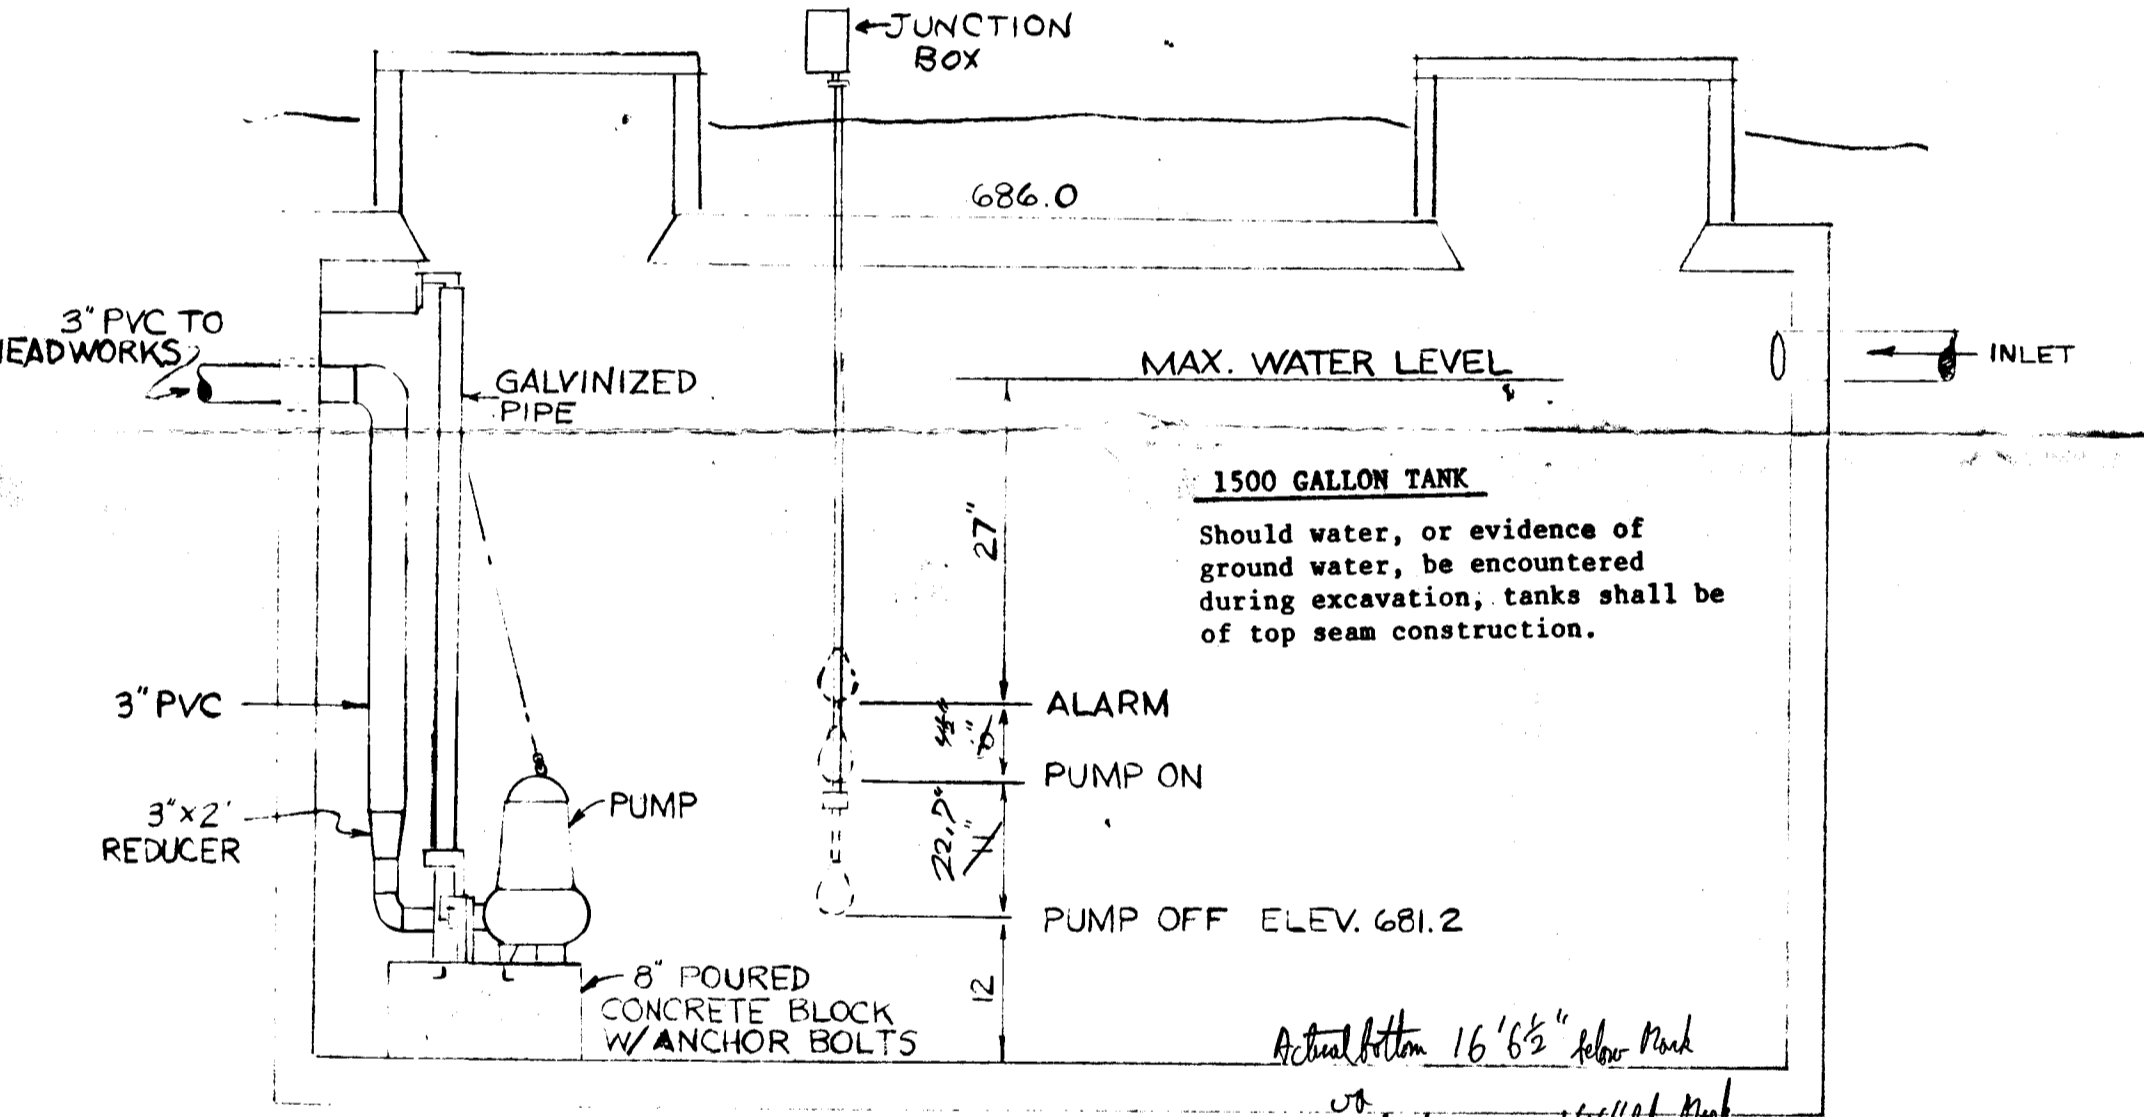 JUNCTION
BOX
686.0
3" PVC TO
HEADWORKS
GALVINIZED
PIPE
MAX. WATER LEVEL
INLET
27"
1500 GALLON TANK
Should water, or evidence of
ground water, be encountered
during excavation, tanks shall be
of top seam construction.
3" PVC
ALARM
PUMP ON
3"x2'
REDUCER
PUMP
22.7"
11"
PUMP OFF ELEV. 681.2
12
8" POURED
CONCRETE BLOCK
W/ANCHOR BOLTS
Actual bottom 16'6½" below Mark